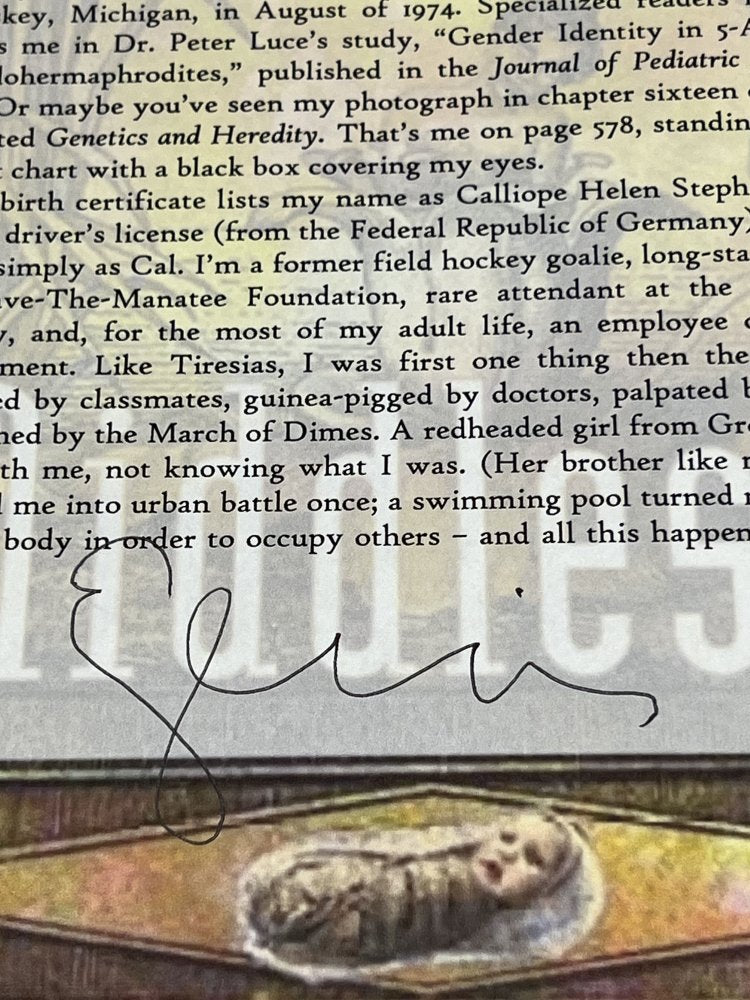 key, Michigan, in August of 1974. Specialized readers
s me in Dr. Peter Luce's study, "Gender Identity in 5-A
lohermaphrodites," published in the Journal of Pediatric
Or maybe you've seen my photograph in chapter sixteen
ted Genetics and Heredity. That's me on page 578, standin
chart with a black box covering my eyes.
birth certificate lists my name as Calliope Helen Steph
driver's license (from the Federal Republic of Germany)
simply as Cal. I'm a former field hockey goalie, long-sta
ve-The-Manatee Foundation, rare attendant at the
y, and, for the most of my adult life, an employee
ment. Like Tiresias, I was first one thing then the
ed by classmates, guinea-pigged by doctors, palpated b
ned by the March of Dimes. A redheaded girl from Gro
th me, not knowing what I was. (Her brother like
me into urban battle once; a swimming pool turned
body in order to occupy others – and all this happen
iddles